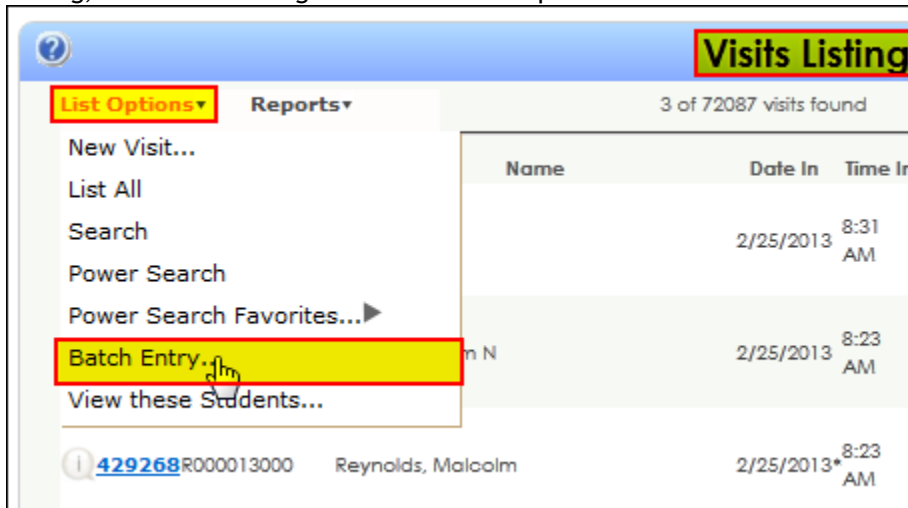 Visits Listing
List Options▾ Reports▾ 3 of 72087 visits found
New Visit...
Name Date In Time In
List All
Search
2/25/2013 8:31
AM
Power Search
Power Search Favorites...▶
Batch Entry...
n N 2/25/2013 8:23
AM
View these Students...
429268 R000013000 Reynolds, Malcolm 2/25/2013* 8:23
AM